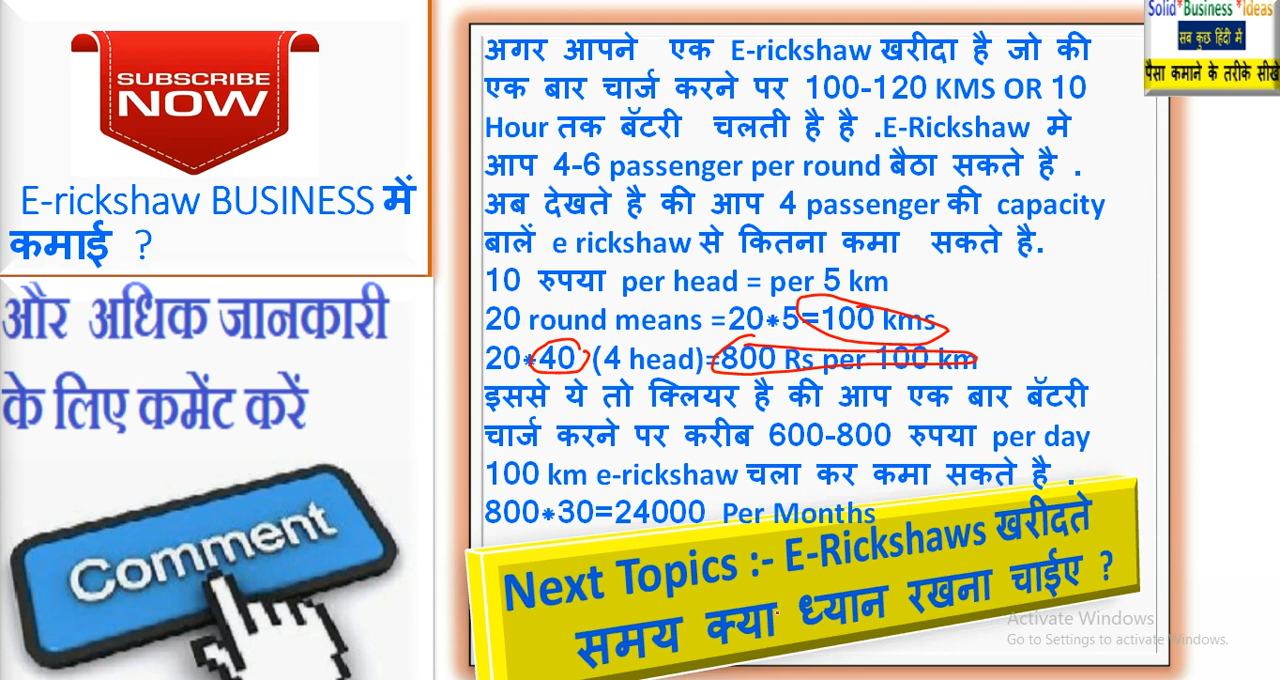 SUBSCRIBE
NOW
E-rickshaw BUSINESS में
कमाई ?
और अधिक जानकारी
के लिए कमेंट करें
Comment
Solid*Business *Ideas
सब कुछ हिंदी में
पैसा कमाने के तरीके सीखे
अगर आपने एक E-rickshaw खरीदा है जो की
एक बार चार्ज करने पर 100-120 KMS OR 10
Hour तक बॅटरी चलती है है .E-Rickshaw मे
आप 4-6 passenger per round बैठा सकते है .
अब देखते है की आप 4 passenger की capacity
बालें e rickshaw से कितना कमा सकते है.
10 रुपया per head = per 5 km
20 round means =20*5=100 kms
20*40 (4 head)=800 Rs per 100 km
इससे ये तो क्लियर है की आप एक बार बॅटरी
चार्ज करने पर करीब 600-800 रुपया per day
100 km e-rickshaw चला कर कमा सकते है .
800*30=24000 Per Months
Next Topics :- E-Rickshaws खरीदते
समय क्या ध्यान रखना चाईए ?
Activate Windows
Go to Settings to activate Windows.